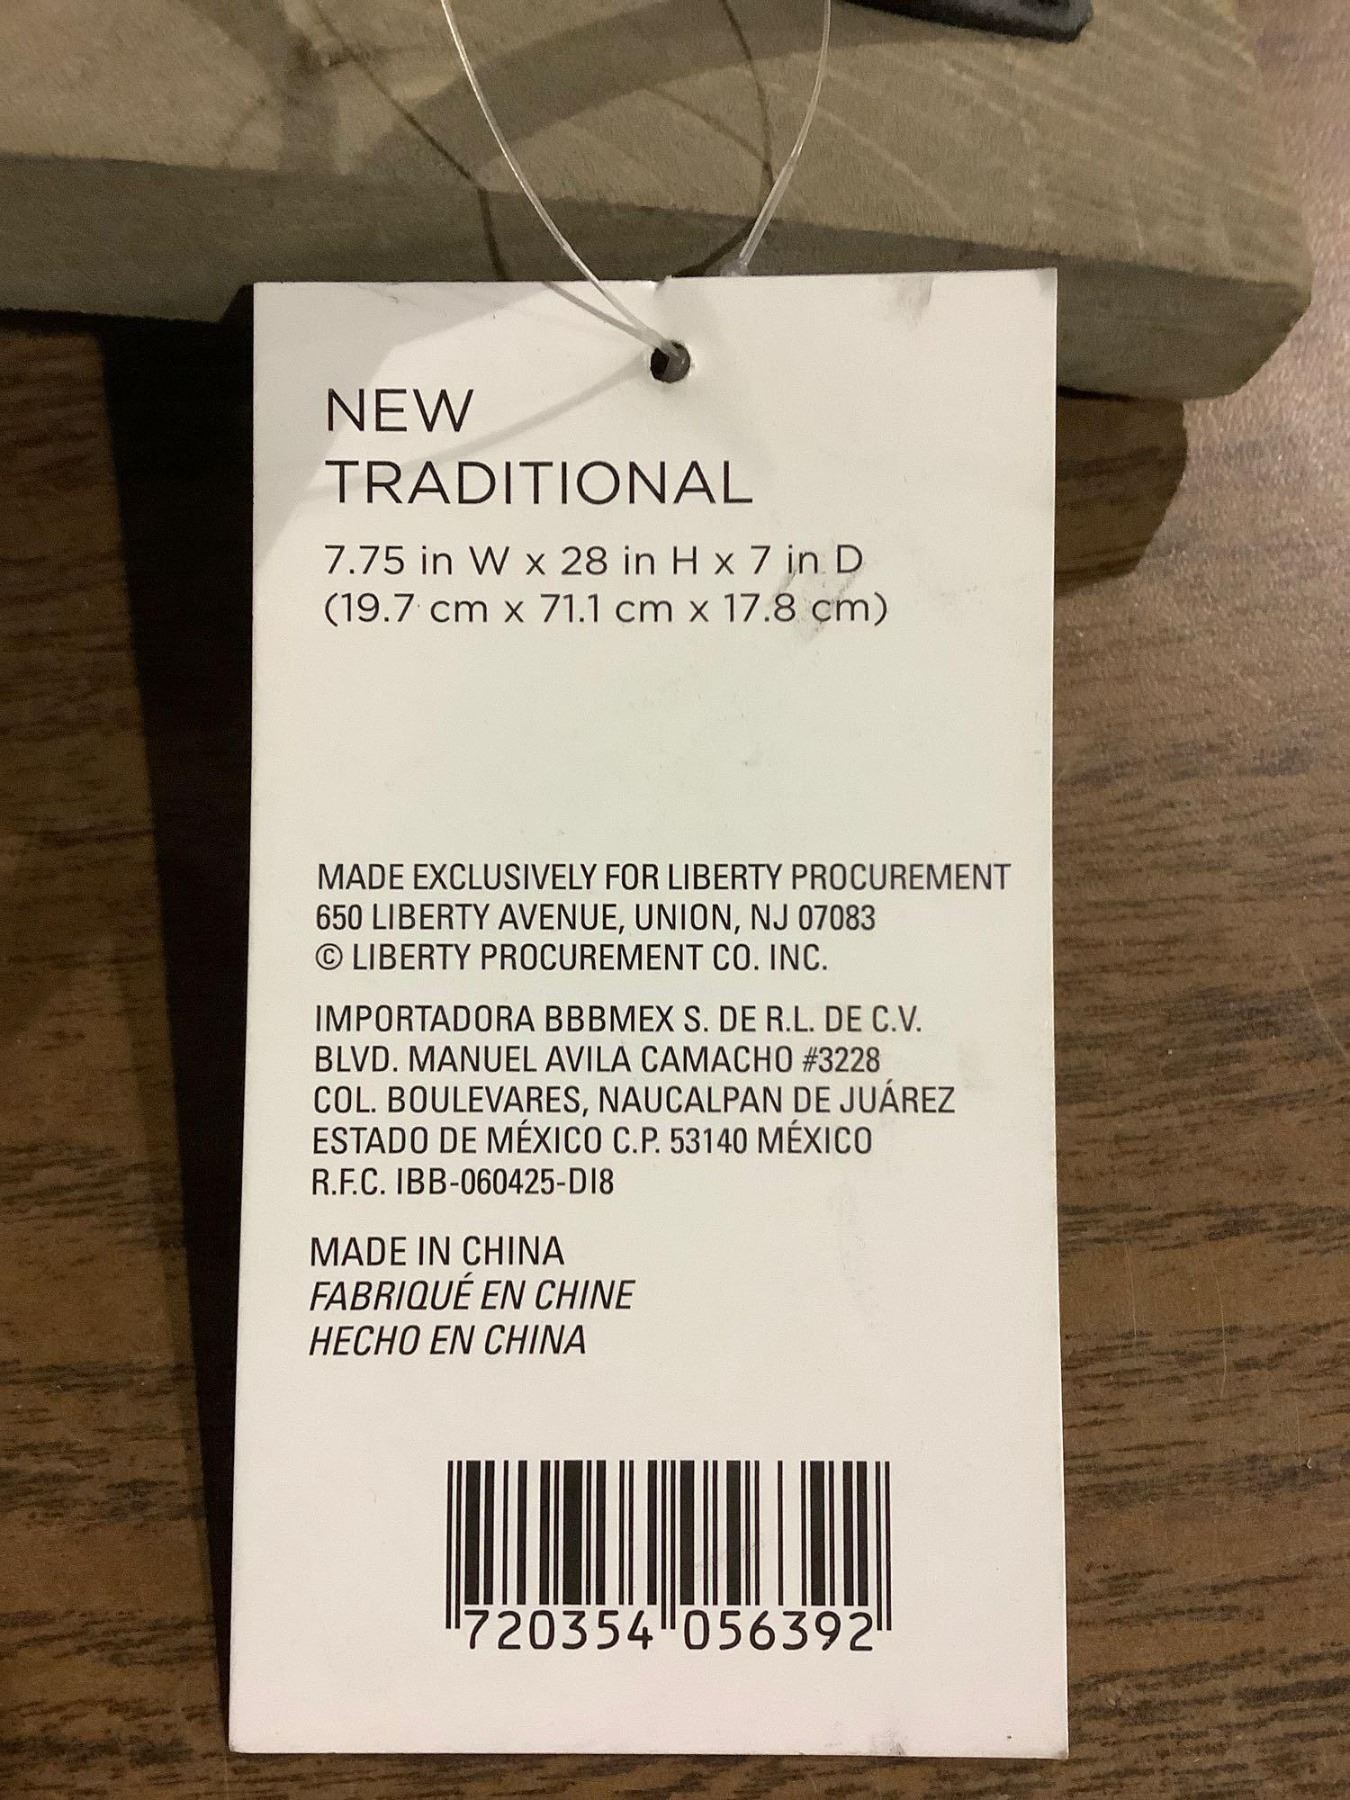 NEW
TRADITIONAL
7.75 in W x 28 in H x 7 in D
(19.7 cm x 71.1 cm x 17.8 cm)
MADE EXCLUSIVELY FOR LIBERTY PROCUREMENT
650 LIBERTY AVENUE, UNION, NJ 07083
© LIBERTY PROCUREMENT CO. INC.
IMPORTADORA BBBMEX S. DE R.L. DE C.V.
BLVD. MANUEL AVILA CAMACHO #3228
COL. BOULEVARES, NAUCALPAN DE JUÁREZ
ESTADO DE MÉXICO C.P. 53140 MÉXICO
R.F.C. IBB-060425-DI8
MADE IN CHINA
FABRIQUÉ EN CHINE
HECHO EN CHINA
720354 056392